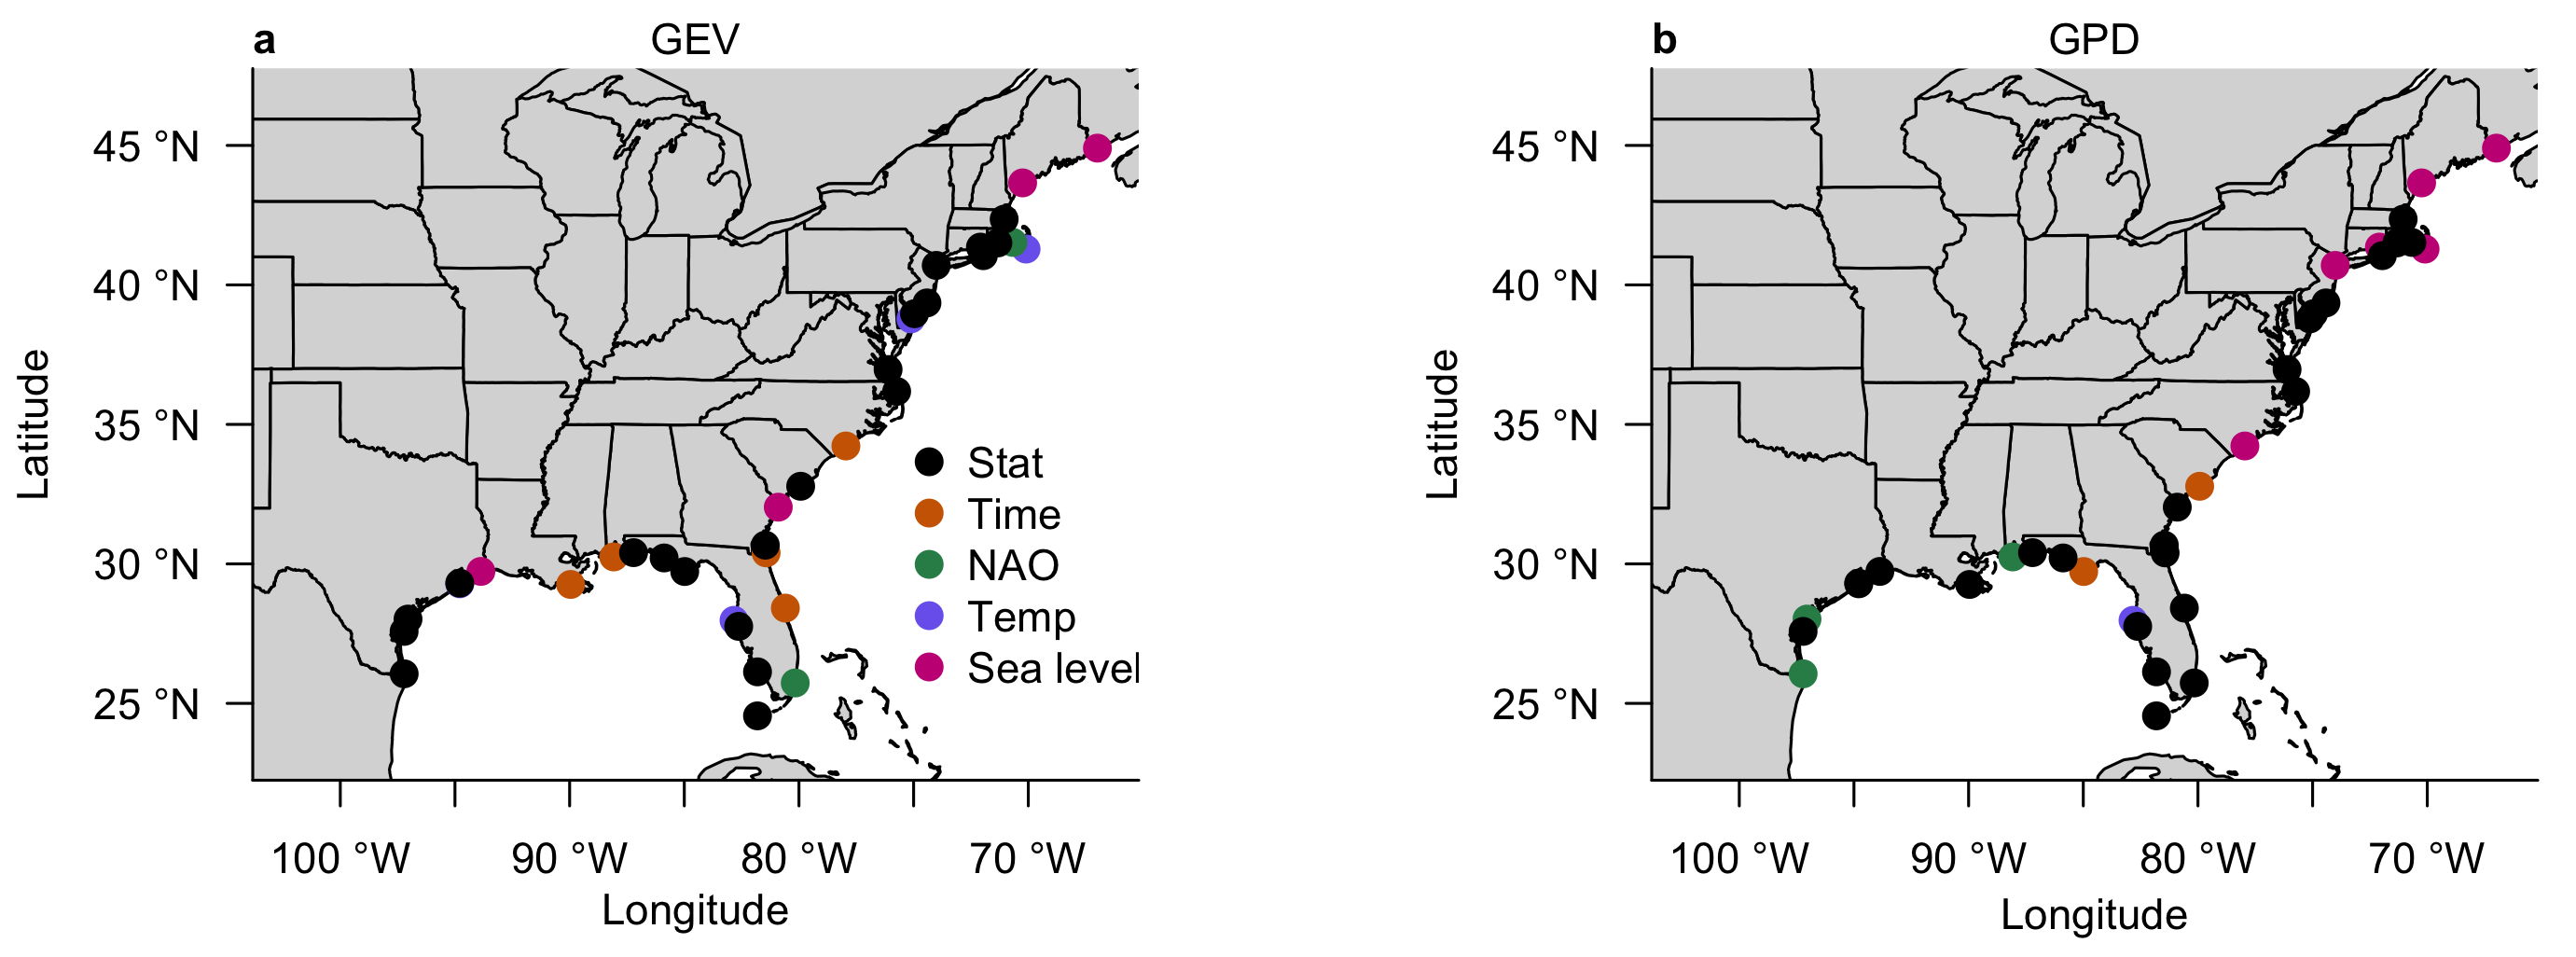 a
GEV
45 °N
40 °N
35 °N
30 °N
25 °N
Latitude
Stat
Time
NAO
Temp
Sea level
100 °W
90 °W
80 °W
70 °W
Longitude
b
GPD
45 °N
40 °N
35 °N
30 °N
25 °N
Latitude
100 °W
90 °W
80 °W
70 °W
Longitude